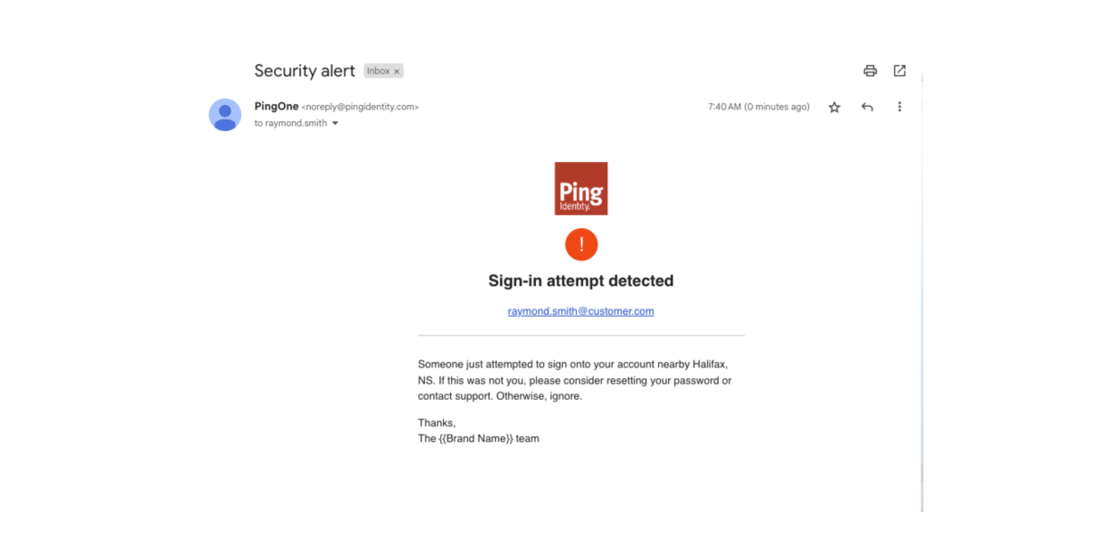 Security alert Inbox ×
PingOne <noreply@pingidentity.com> 7:40 AM (0 minutes ago)
to raymond.smith
Ping
Identity.
!
Sign-in attempt detected
raymond.smith@customer.com
Someone just attempted to sign onto your account nearby Halifax,
NS. If this was not you, please consider resetting your password or
contact support. Otherwise, ignore.
Thanks,
The {{Brand Name}} team